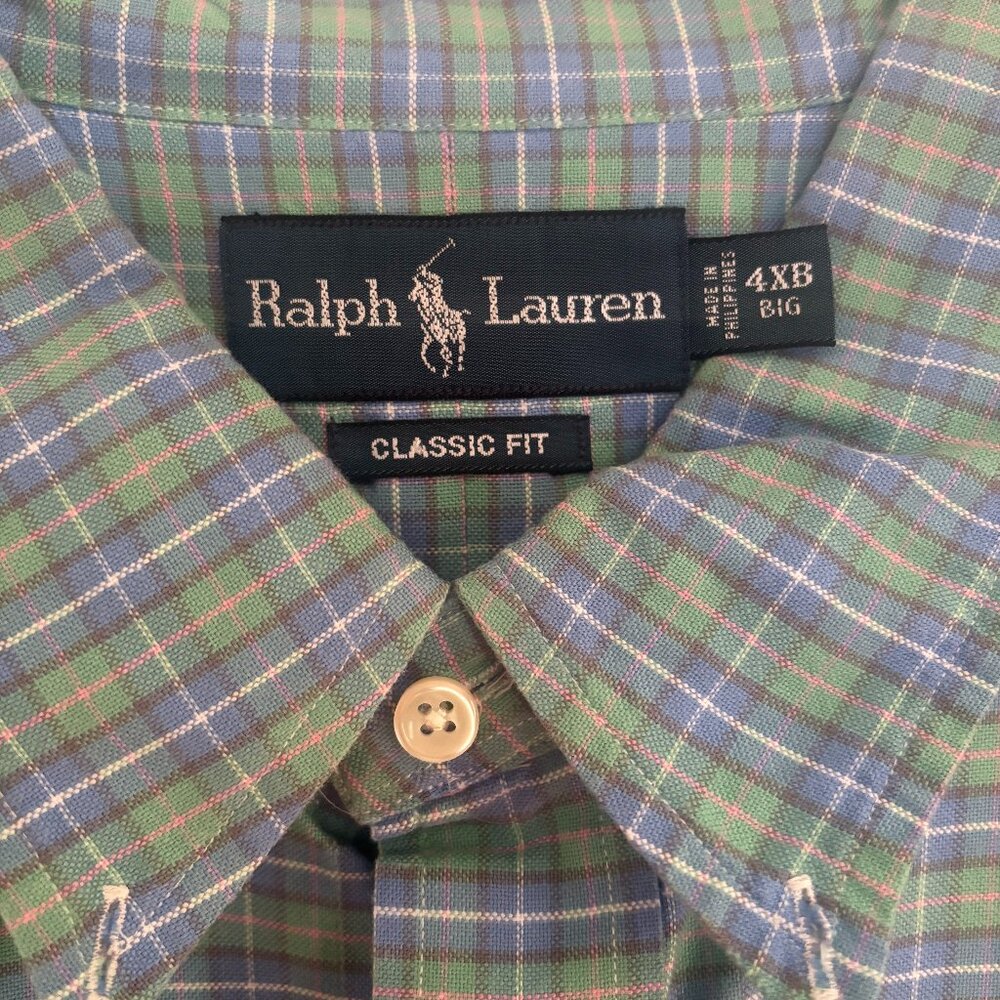 Ralph Lauren
MADE IN
PHILIPPINES
4XB
BIG
CLASSIC FIT